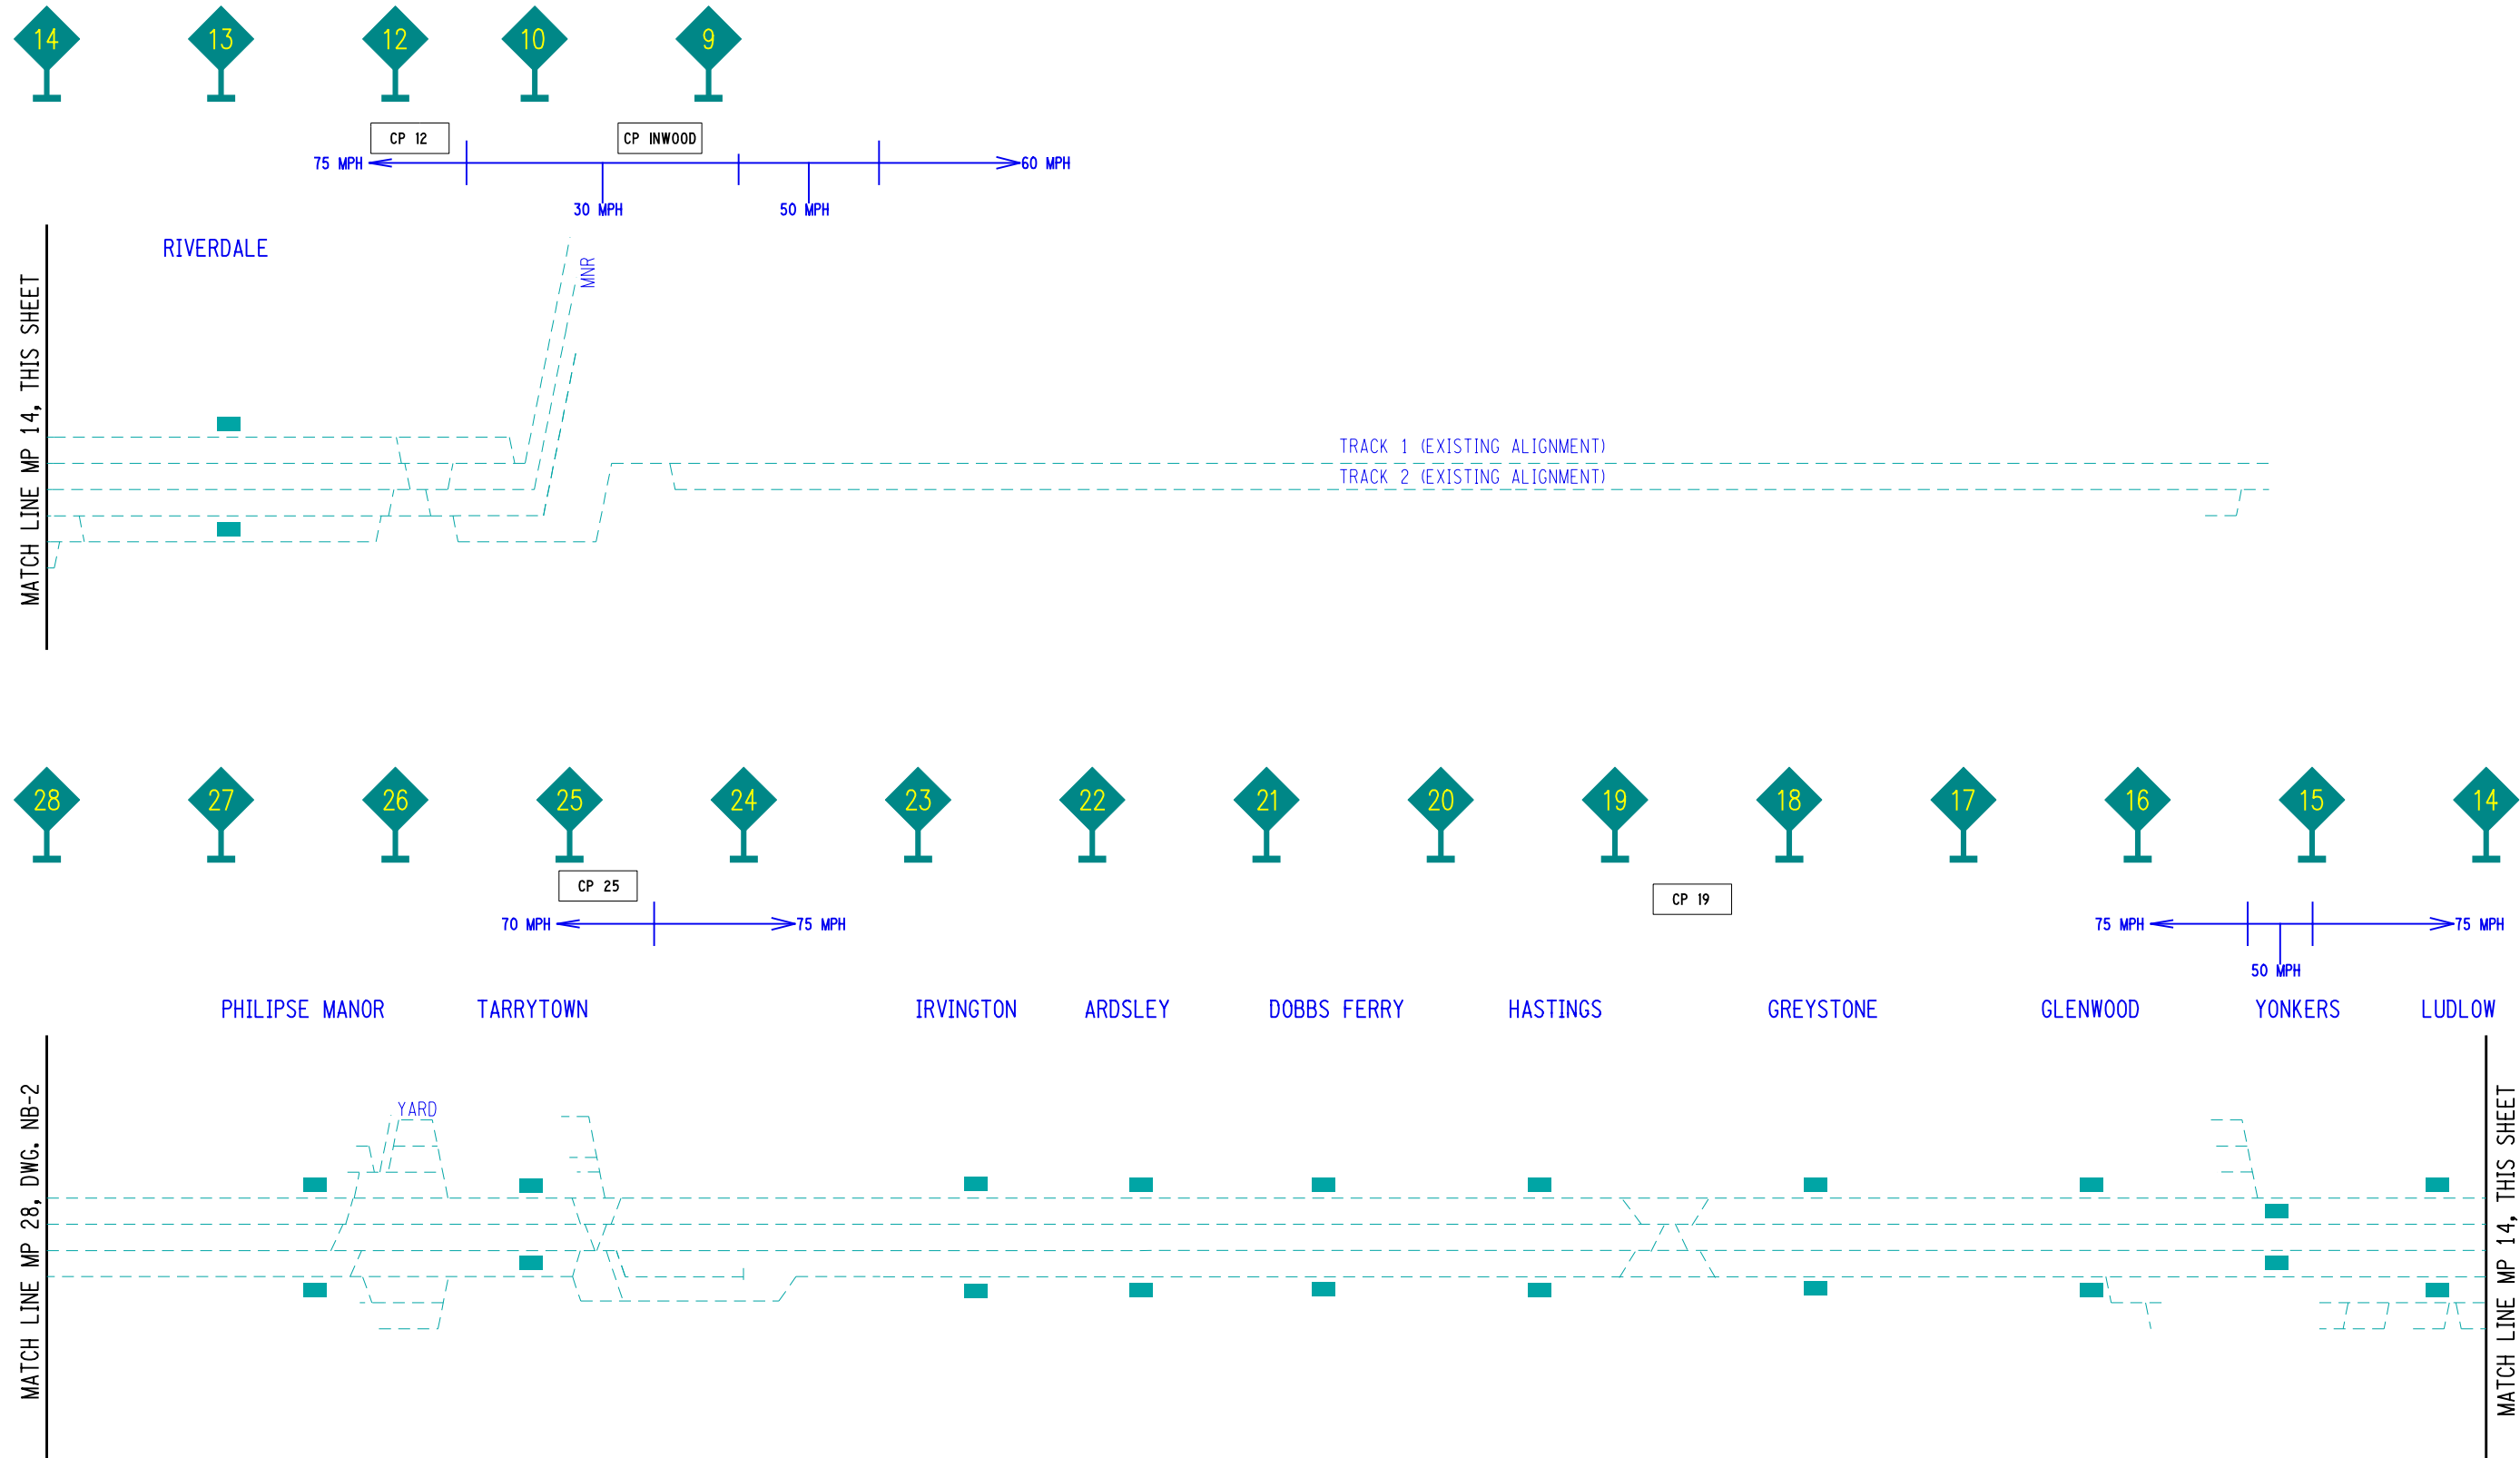 14 13 12 10 9
CP 12 CP INWOOD
75 MPH 60 MPH
30 MPH 50 MPH
RIVERDALE
MNR
MATCH LINE MP 14, THIS SHEET
TRACK 1 (EXISTING ALIGNMENT)
TRACK 2 (EXISTING ALIGNMENT)
28 27 26 25 24 23 22 21 20 19 18 17 16 15 14
CP 25 CP 19
70 MPH 75 MPH 75 MPH 75 MPH
50 MPH
PHILIPSE MANOR TARRYTOWN IRVINGTON ARDSLEY DOBBS FERRY HASTINGS GREYSTONE GLENWOOD YONKERS LUDLOW
YARD
MATCH LINE MP 28, DWG. NB-2
MATCH LINE MP 14, THIS SHEET